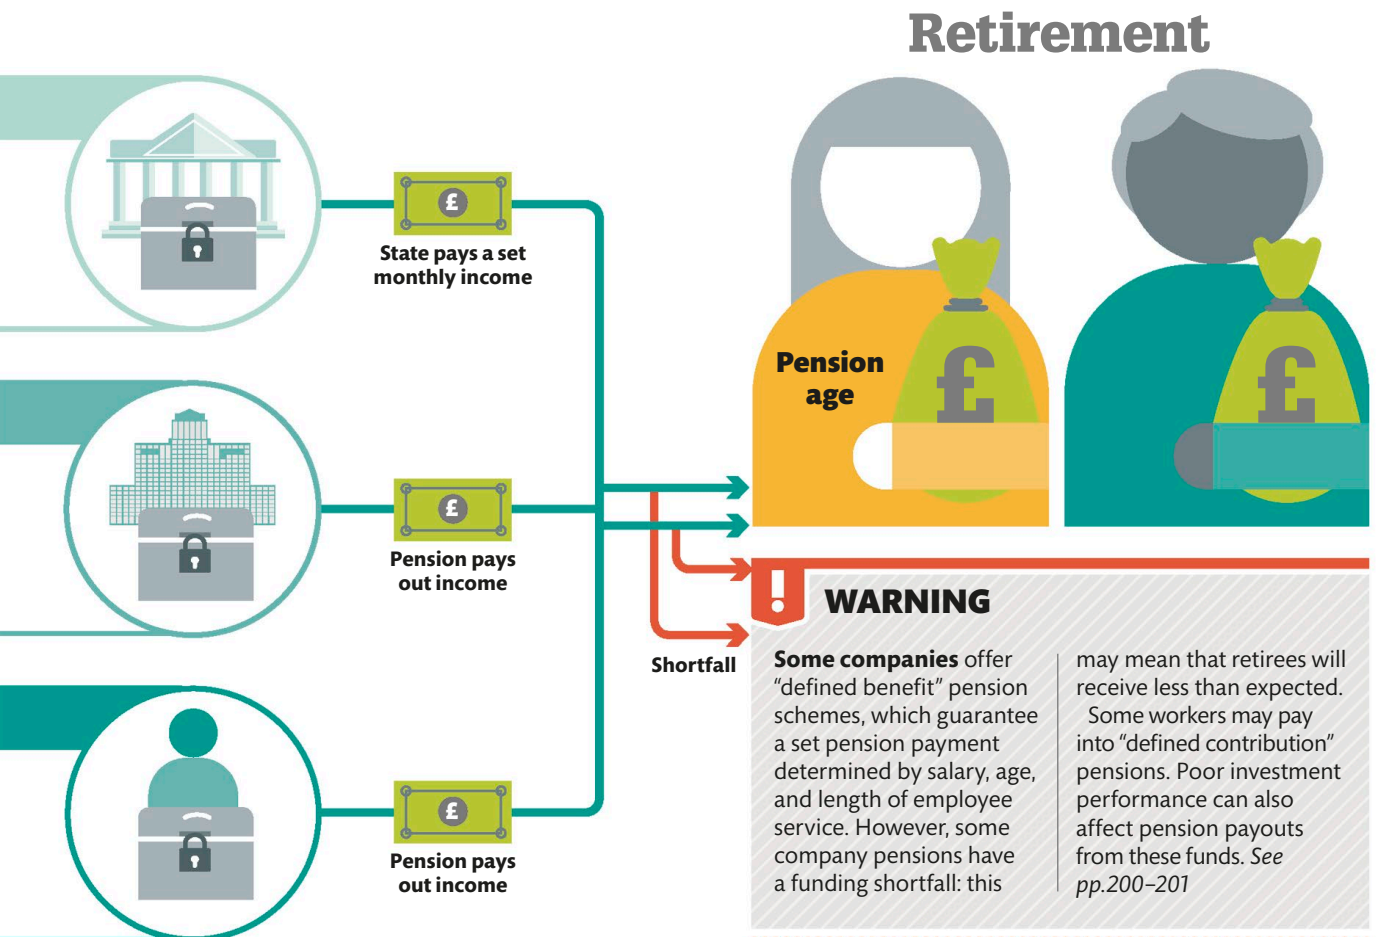 Retirement
£
State pays a set
monthly income
£
Pension pays
out income
£
Pension pays
out income
Pension
age
£
£
Shortfall
!
WARNING
Some companies offer
“defined benefit” pension
schemes, which guarantee
a set pension payment
determined by salary, age,
and length of employee
service. However, some
company pensions have
a funding shortfall: this
may mean that retirees will
receive less than expected.
Some workers may pay
into “defined contribution”
pensions. Poor investment
performance can also
affect pension payouts
from these funds. See
pp.200–201